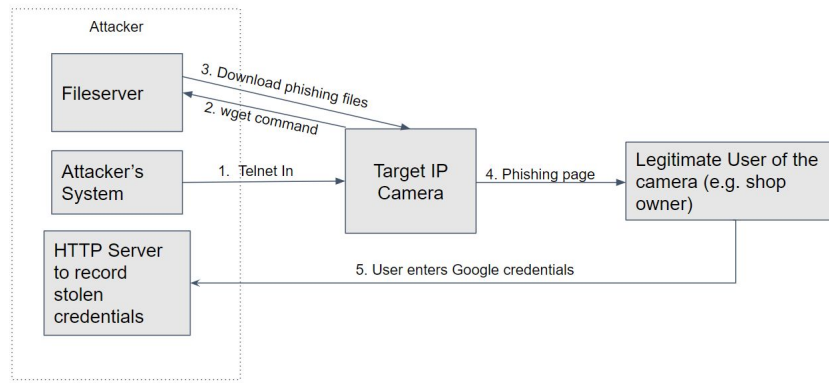 Attacker
Fileserver
3. Download phishing files
2. wget command
Attacker's
System
1. Telnet In
Target IP
Camera
4. Phishing page
Legitimate User of the
camera (e.g. shop
owner)
HTTP Server
to record
stolen
credentials
5. User enters Google credentials